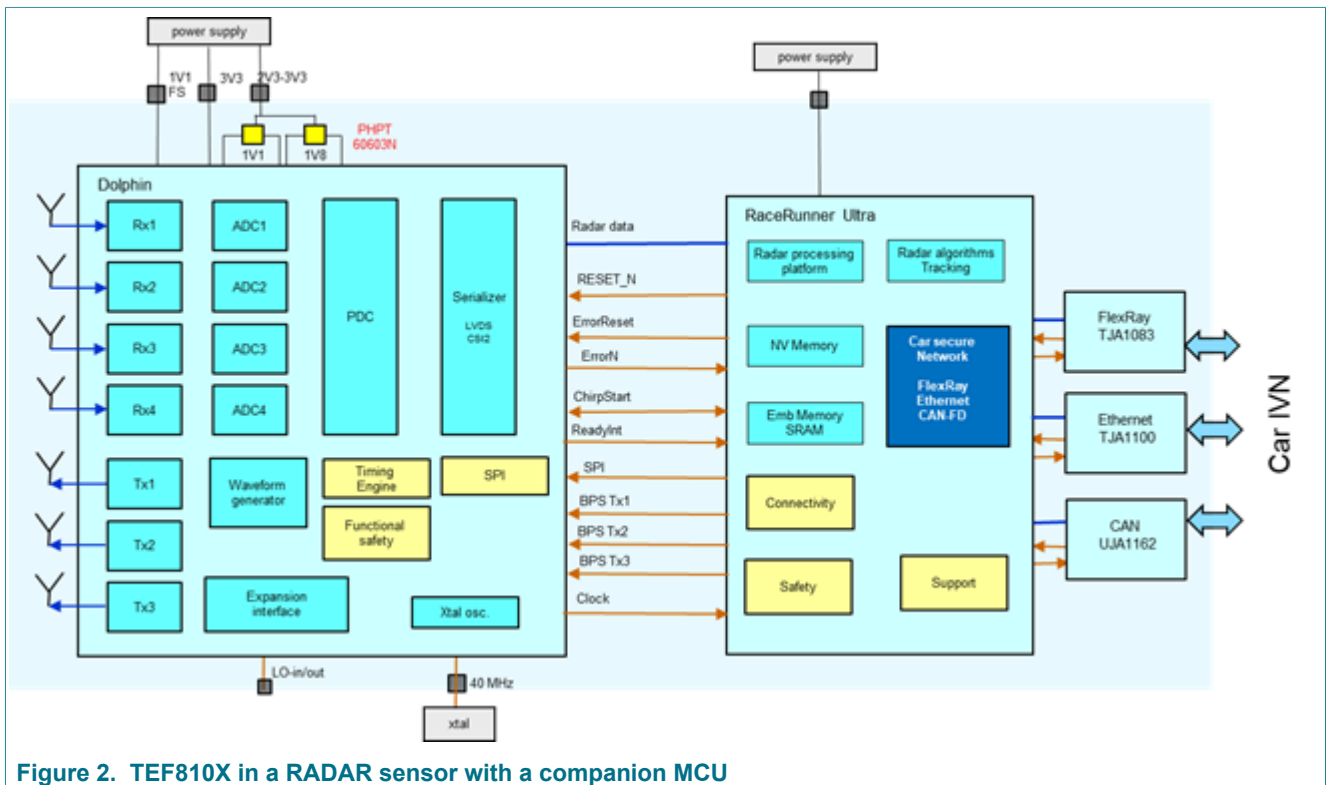 power supply
1V1
FS
3V3
2V3-3V3
PHPT
60603N
1V1
1V8
power supply
Dolphin
Rx1
ADC1
Rx2
ADC2
Rx3
ADC3
Rx4
ADC4
PDC
Serializer
LVDS
CSI2
Tx1
Waveform
generator
Timing
Engine
SPI
Tx2
Functional
safety
Tx3
Expansion
interface
Xtal osc.
LO-in/out
40 MHz
xtal
Radar data
RESET_N
ErrorReset
ErrorN
ChirpStart
ReadyInt
SPI
BPS Tx1
BPS Tx2
BPS Tx3
Clock
RaceRunner Ultra
Radar processing
platform
Radar algorithms
Tracking
NV Memory
Car secure
Network
FlexRay
Ethernet
CAN-FD
Emb Memory
SRAM
Connectivity
Safety
Support
FlexRay
TJA1083
Ethernet
TJA1100
CAN
UJA1162
Car IVN
Figure 2. TEF810X in a RADAR sensor with a companion MCU